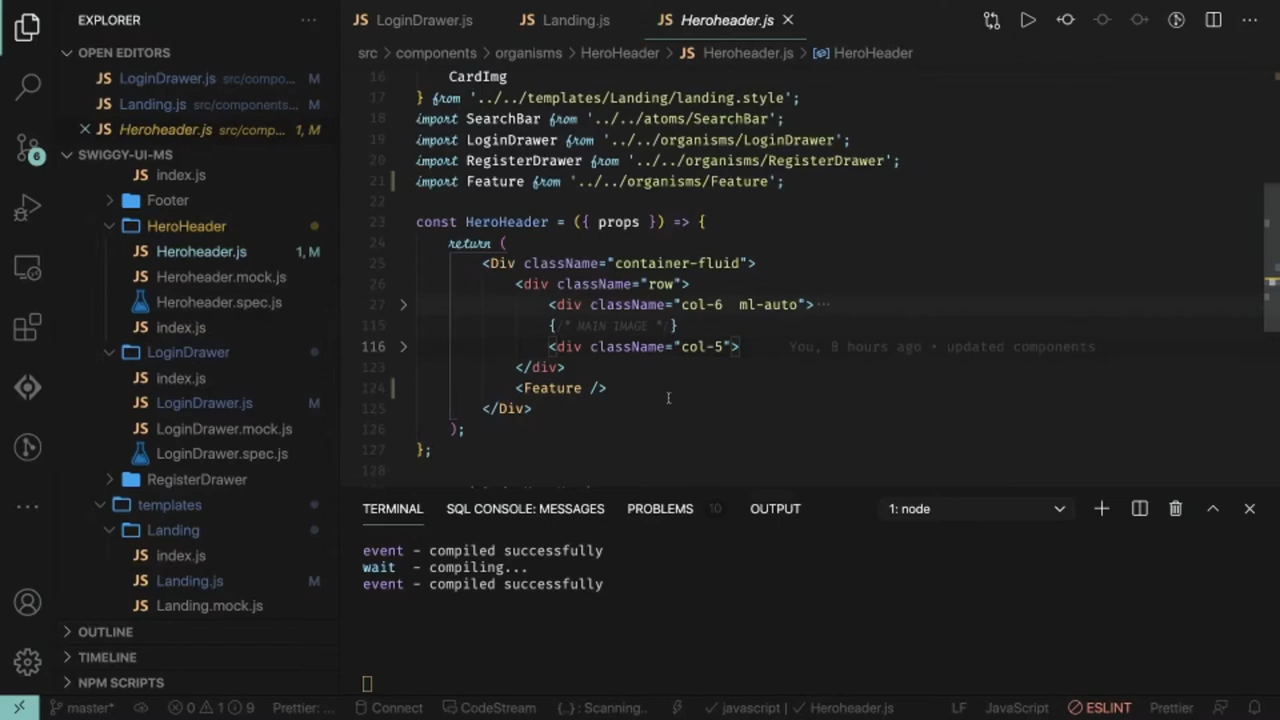 EXPLORER
OPEN EDITORS
JS LoginDrawer.js src/compo... M
JS Landing.js src/components... M
JS Heroheader.js src/comp... 1, M
SWIGGY-UI-MS
JS index.js
Footer
HeroHeader
JS Heroheader.js 1, M
JS Heroheader.mock.js
Heroheader.spec.js
JS index.js
LoginDrawer
JS index.js
JS LoginDrawer.js M
JS LoginDrawer.mock.js
LoginDrawer.spec.js
RegisterDrawer
templates
Landing
JS index.js
JS Landing.js M
JS Landing.mock.js
OUTLINE
TIMELINE
NPM SCRIPTS
6
JS LoginDrawer.js JS Landing.js JS Heroheader.js
src > components > organisms > HeroHeader > JS Heroheader.js > HeroHeader
16 CardImg
17 } from '../../templates/Landing/landing.style';
18 import SearchBar from '../../atoms/SearchBar';
19 import LoginDrawer from '../../organisms/LoginDrawer';
20 import RegisterDrawer from '../../organisms/RegisterDrawer';
21 import Feature from '../../organisms/Feature';
22
23 const HeroHeader = ({ props }) => {
24 return (
25 <Div className="container-fluid">
26 <div className="row">
27 <div className="col-6 ml-auto">...
115 {/* MAIN IMAGE */}
116 <div className="col-5"> You, 8 hours ago • updated components
123 </div>
124 <Feature />
125 </Div>
126 );
127 };
128
TERMINAL SQL CONSOLE: MESSAGES PROBLEMS 10 OUTPUT 1: node
event - compiled successfully
wait - compiling...
event - compiled successfully
master* 0 1 9 Prettier: ... Connect CodeStream {..} : Scanning.. javascript | Heroheader.js LF JavaScript ESLINT Prettier